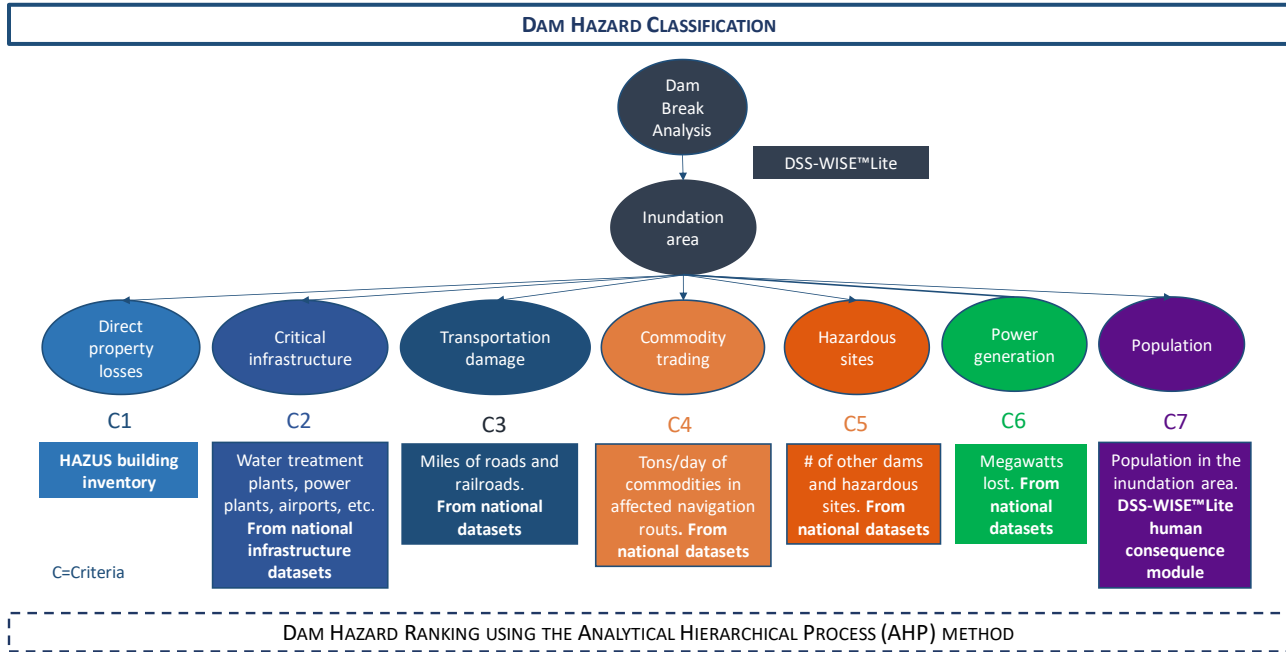 DAM HAZARD CLASSIFICATION
Dam
Break
Analysis
DSS-WISE™Lite
Inundation
area
Direct
property
losses
Critical
infrastructure
Transportation
damage
Commodity
trading
Hazardous
sites
Power
generation
Population
C1
C2
C3
C4
C5
C6
C7
HAZUS building
inventory
Water treatment
plants, power
plants, airports, etc.
From national
infrastructure
datasets
Miles of roads and
railroads.
From national
datasets
Tons/day of
commodities in
affected navigation
routs. From
national datasets
# of other dams
and hazardous
sites. From
national datasets
Megawatts
lost. From
national
datasets
Population in the
inundation area.
DSS-WISE™Lite
human
consequence
module
C=Criteria
DAM HAZARD RANKING USING THE ANALYTICAL HIERARCHICAL PROCESS (AHP) METHOD